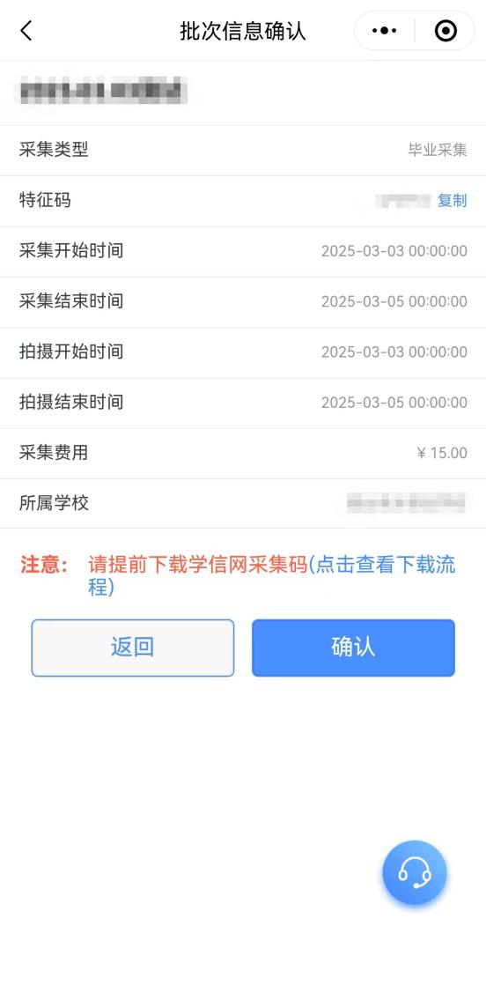 批次信息确认
采集类型 毕业采集
特征码 复制
采集开始时间 2025-03-03 00:00:00
采集结束时间 2025-03-05 00:00:00
拍摄开始时间 2025-03-03 00:00:00
拍摄结束时间 2025-03-05 00:00:00
采集费用 ¥ 15.00
所属学校
注意： 请提前下载学信网采集码(点击查看下载流
程)
返回 确认